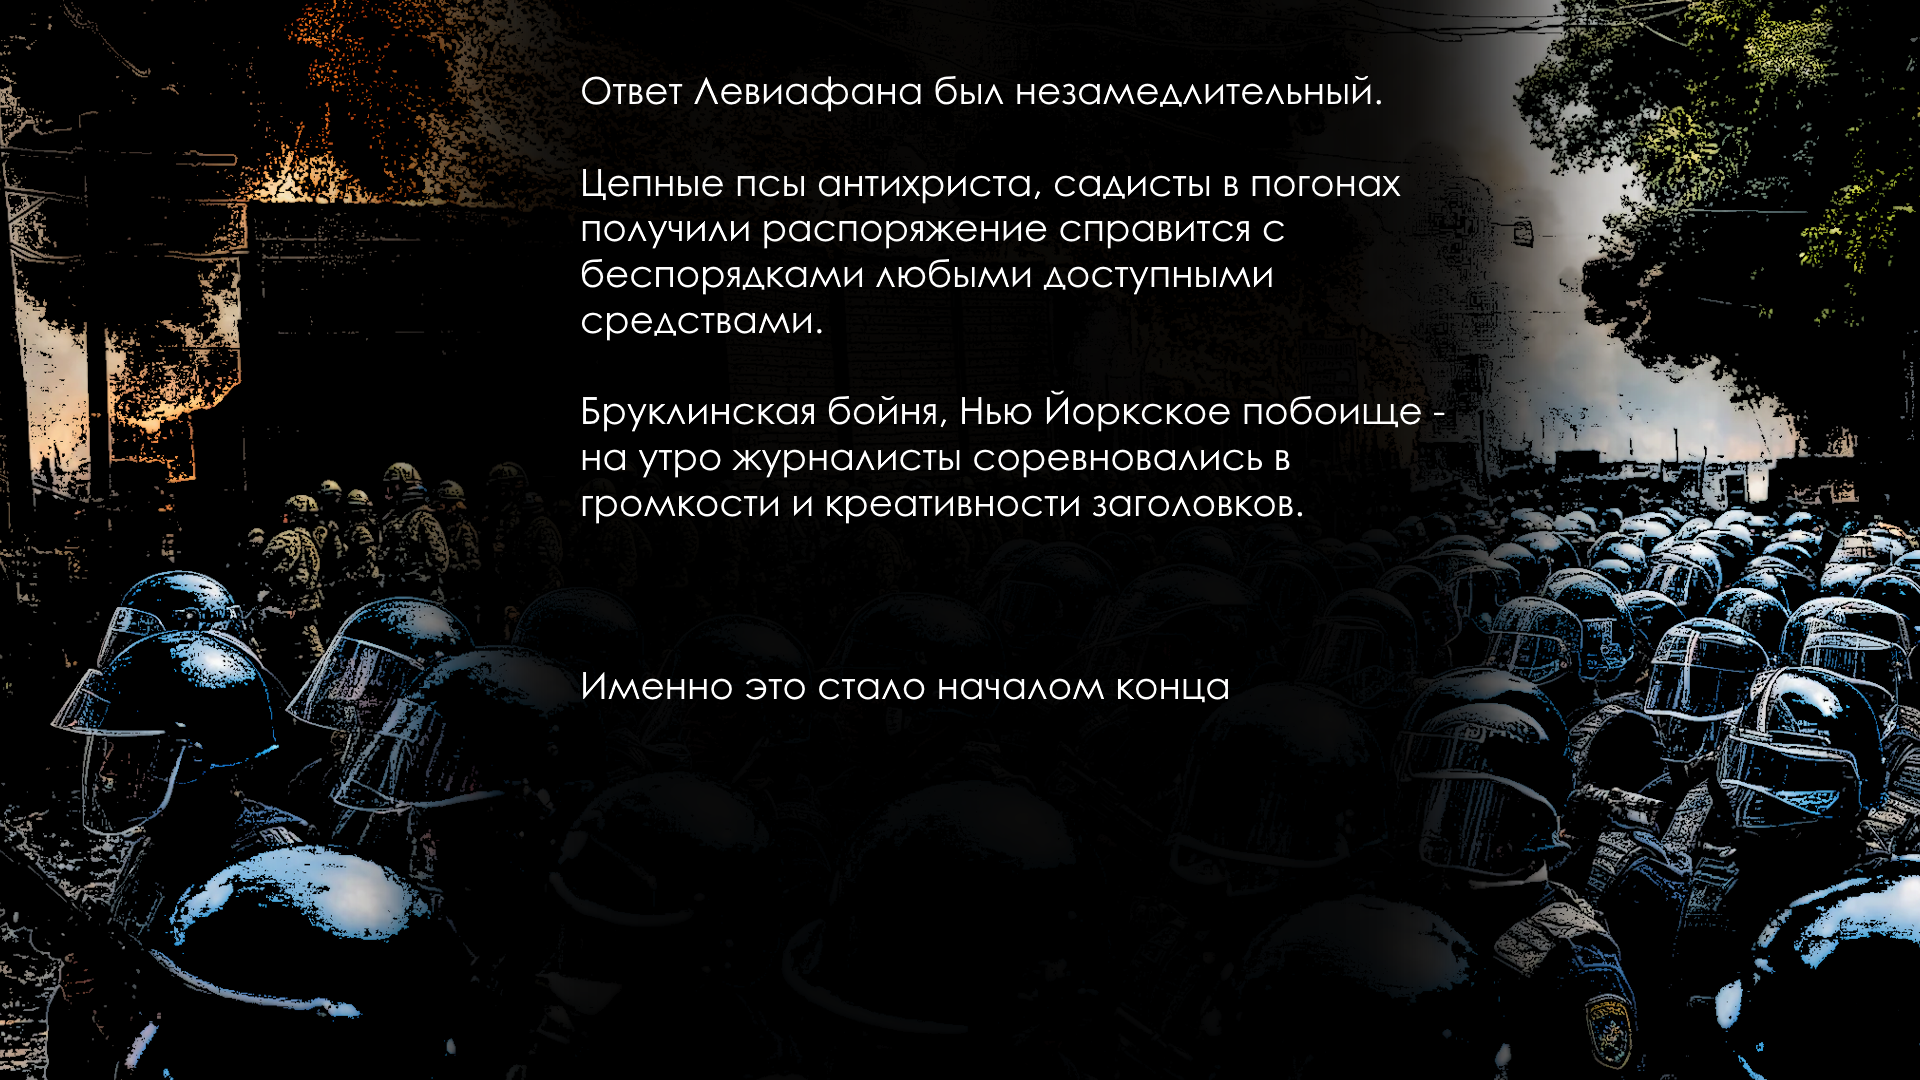 Ответ Левиафана был незамедлительный.
Цепные псы антихриста, садисты в погонах
получили распоряжение справится с
беспорядками любыми доступными
средствами.
Бруклинская бойня, Нью Йоркское побоище -
на утро журналисты соревновались в
громкости и креативности заголовков.
Именно это стало началом конца